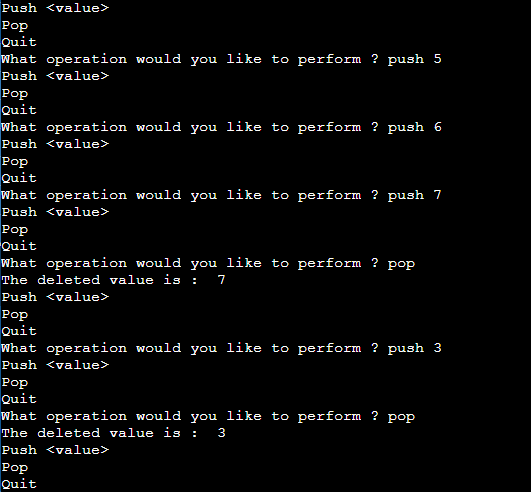 Push <value>
Pop
Quit
What operation would you like to perform ? push 5
Push <value>
Pop
Quit
What operation would you like to perform ? push 6
Push <value>
Pop
Quit
What operation would you like to perform ? push 7
Push <value>
Pop
Quit
What operation would you like to perform ? pop
The deleted value is :  7
Push <value>
Pop
Quit
What operation would you like to perform ? push 3
Push <value>
Pop
Quit
What operation would you like to perform ? pop
The deleted value is :  3
Push <value>
Pop
Quit